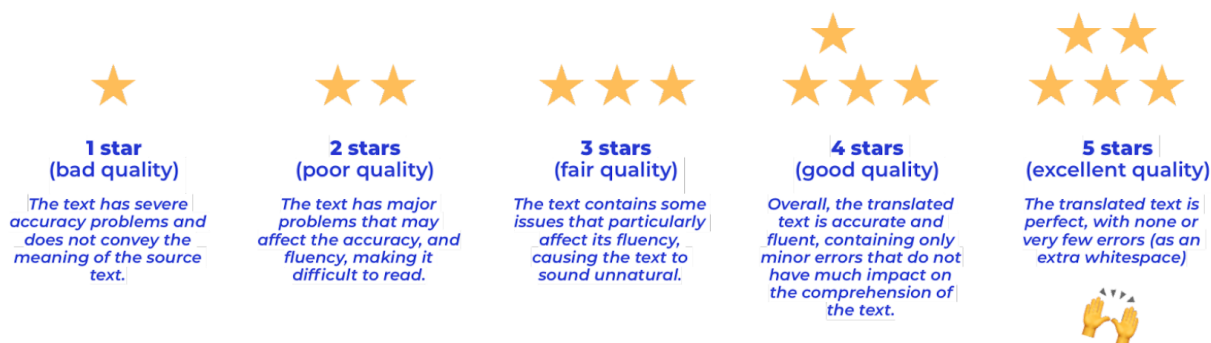 1 star
(bad quality)
The text has severe
accuracy problems and
does not convey the
meaning of the source
text.
2 stars
(poor quality)
The text has major
problems that may
affect the accuracy, and
fluency, making it
difficult to read.
3 stars
(fair quality)
The text contains some
issues that particularly
affect its fluency,
causing the text to
sound unnatural.
4 stars
(good quality)
Overall, the translated
text is accurate and
fluent, containing only
minor errors that do not
have much impact on
the comprehension of
the text.
5 stars
(excellent quality)
The translated text is
perfect, with none or
very few errors (as an
extra whitespace)